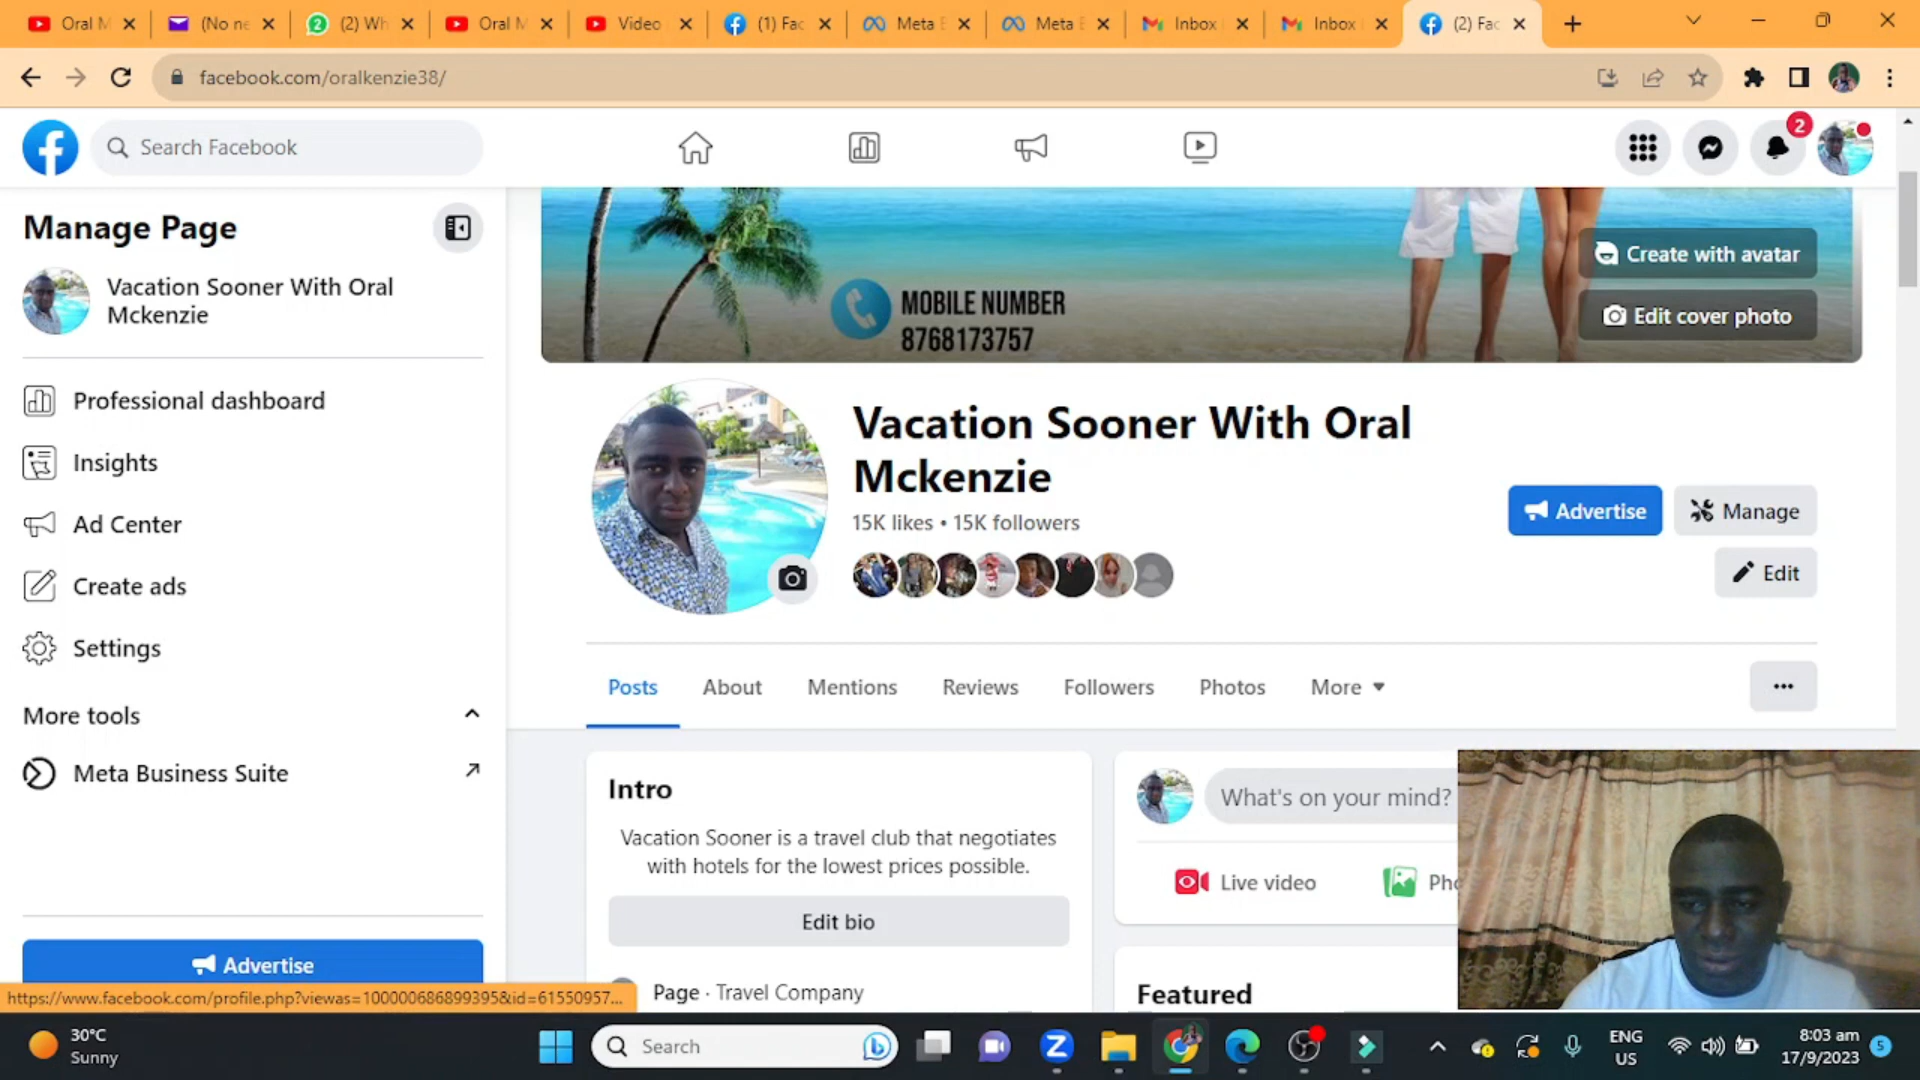 Oral M
(No ne
(2) Wh
Oral M
Video
(1) Fac
Meta B
Meta B
Inbox
Inbox
(2) Fac
facebook.com/oralkenzie38/
Search Facebook
2
Manage Page
Vacation Sooner With Oral
Mckenzie
Professional dashboard
Insights
Ad Center
Create ads
Settings
More tools
Meta Business Suite
Advertise
https://www.facebook.com/profile.php?viewas=100000686899395&id=61550957...
MOBILE NUMBER
8768173757
Create with avatar
Edit cover photo
Vacation Sooner With Oral
Mckenzie
15K likes • 15K followers
Advertise
Manage
Edit
Posts
About
Mentions
Reviews
Followers
Photos
More
Intro
Vacation Sooner is a travel club that negotiates
with hotels for the lowest prices possible.
Edit bio
Page · Travel Company
What's on your mind?
Live video
Pho
Featured
30°C
Sunny
Search
ENG
US
8:03 am
17/9/2023
5